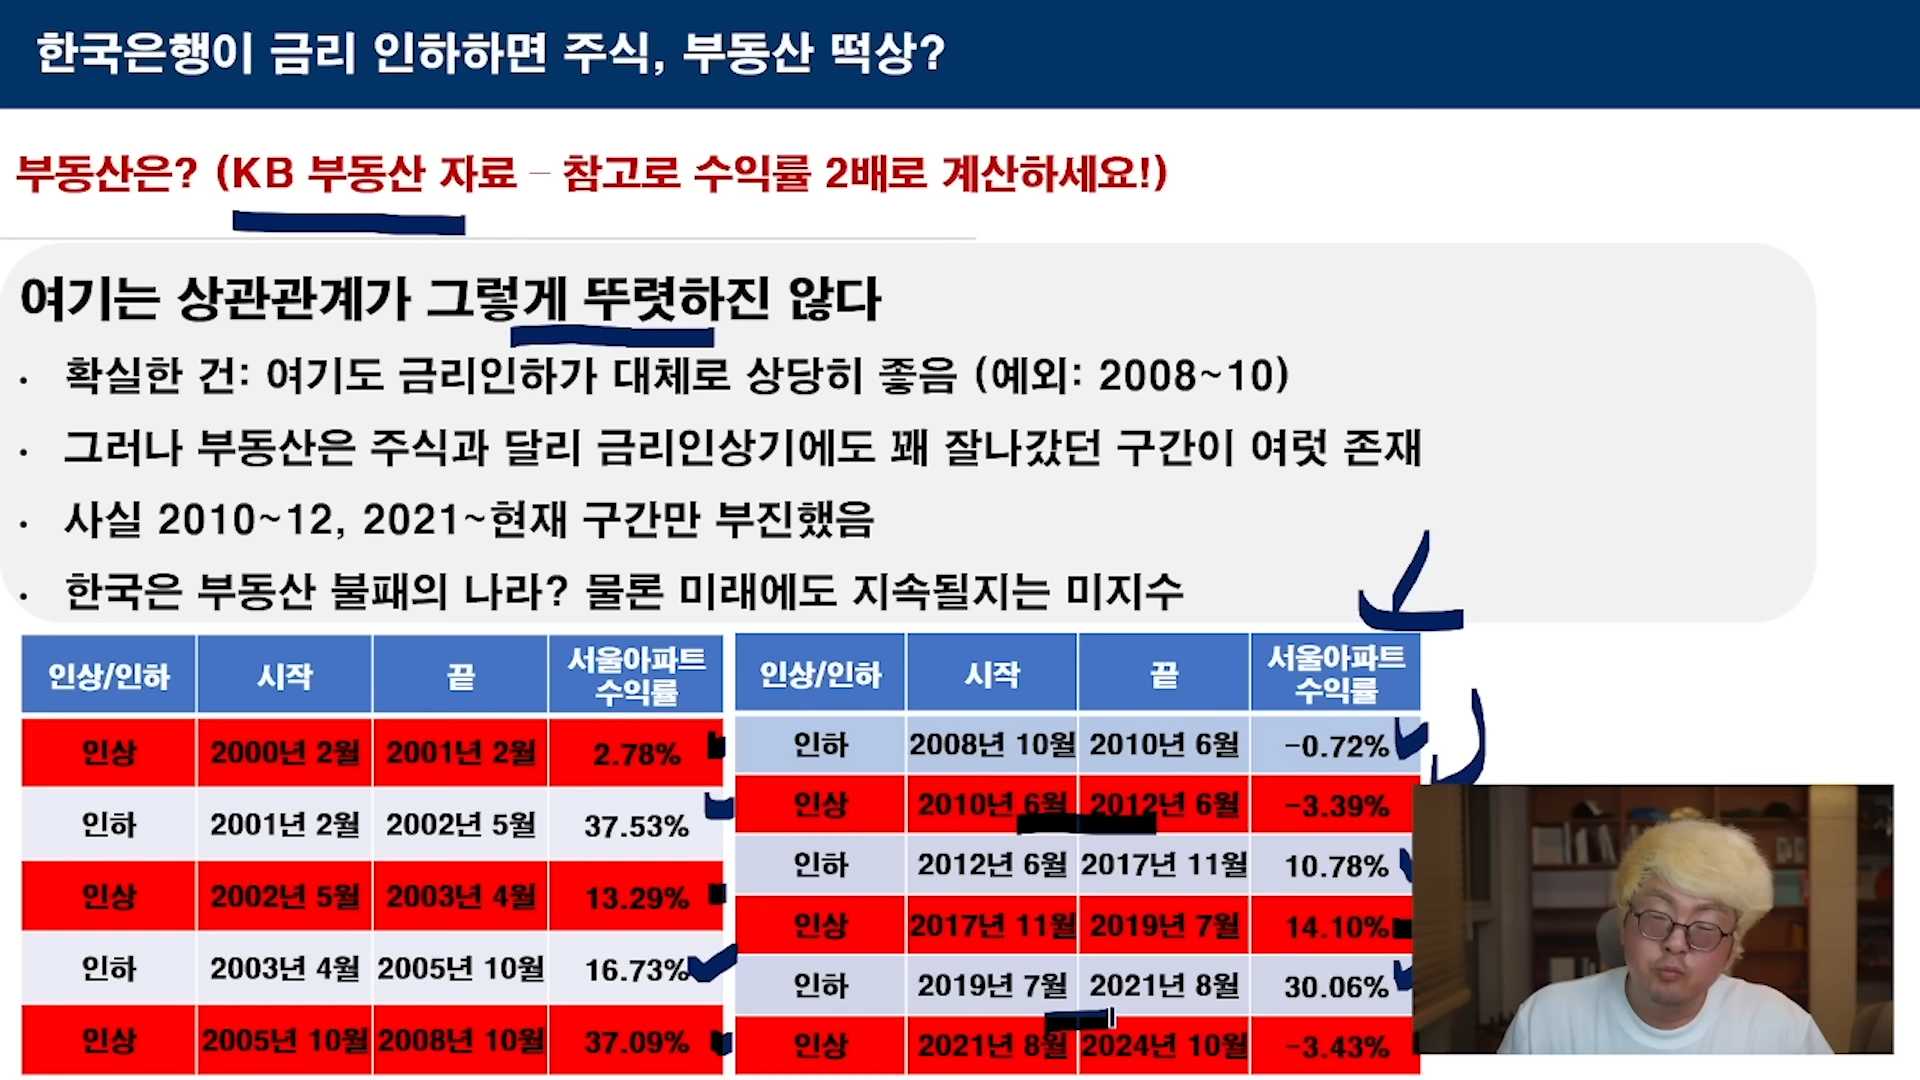 한국은행이 금리 인하하면 주식, 부동산 떡상?
부동산은? (KB 부동산 자료 – 참고로 수익률 2배로 계산하세요!)
여기는 상관관계가 그렇게 뚜렷하진 않다
· 확실한 건: 여기도 금리인하가 대체로 상당히 좋음 (예외: 2008~10)
· 그러나 부동산은 주식과 달리 금리인상기에도 꽤 잘나갔던 구간이 여럿 존재
· 사실 2010~12, 2021~현재 구간만 부진했음
· 한국은 부동산 불패의 나라? 물론 미래에도 지속될지는 미지수
인상/인하 시작 끝 서울아파트 수익률
인상 2000년 2월 2001년 2월 2.78%
인하 2001년 2월 2002년 5월 37.53%
인상 2002년 5월 2003년 4월 13.29%
인하 2003년 4월 2005년 10월 16.73%
인상 2005년 10월 2008년 10월 37.09%
인상/인하 시작 끝 서울아파트 수익률
인하 2008년 10월 2010년 6월 -0.72%
인상 2010년 6월 2012년 6월 -3.39%
인하 2012년 6월 2017년 11월 10.78%
인상 2017년 11월 2019년 7월 14.10%
인하 2019년 7월 2021년 8월 30.06%
인상 2021년 8월 2024년 10월 -3.43%